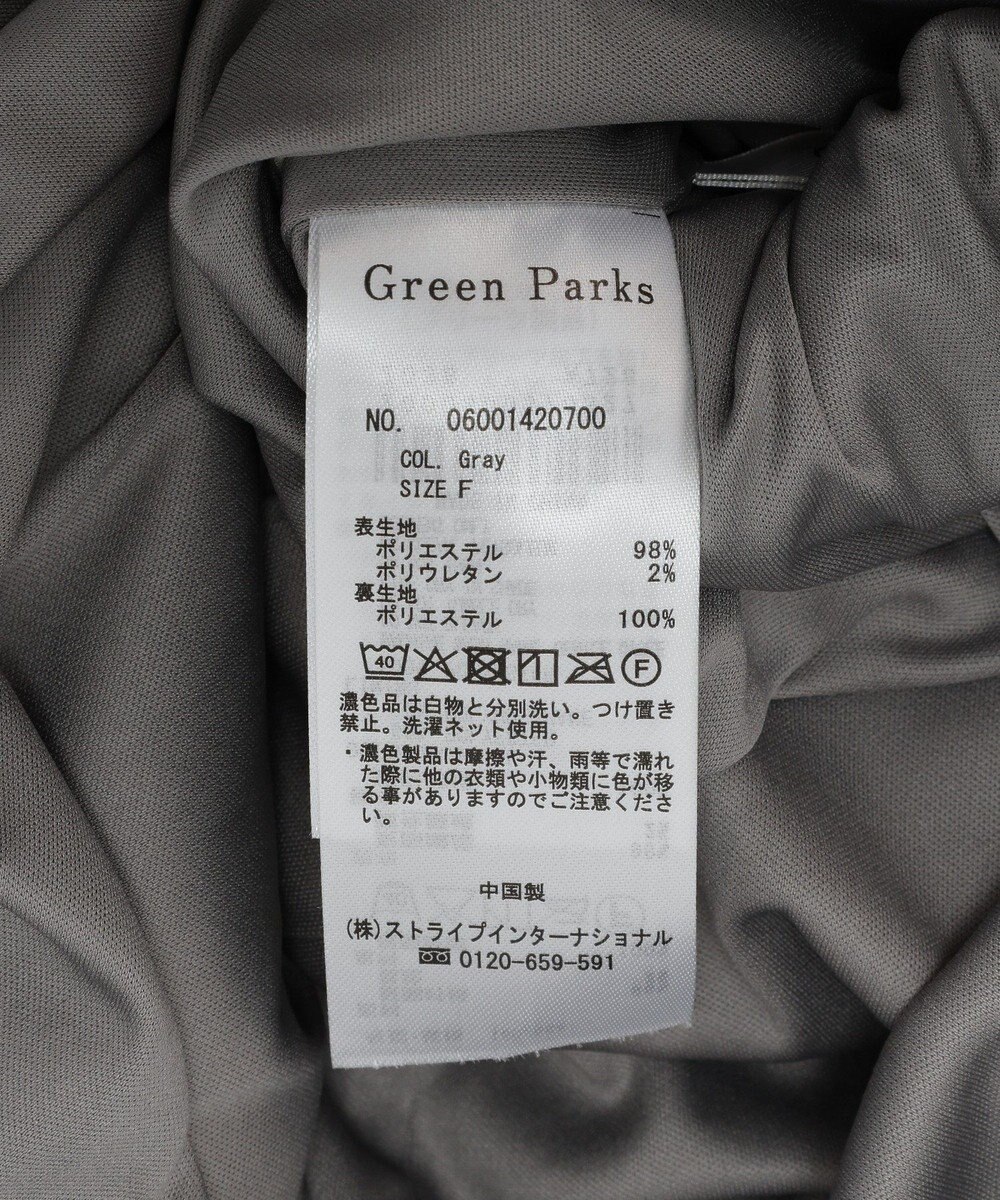 Green Parks
NO. 06001420700
COL. Gray
SIZE F
表生地
ポリエステル 98%
ポリウレタン 2%
裏生地
ポリエステル 100%
40 F
濃色品は白物と分別洗い。つけ置き
禁止。洗濯ネット使用。
・濃色製品は摩擦や汗、雨等で濡れ
た際に他の衣類や小物類に色が移
る事がありますのでご注意くださ
い。
中国製
(株)ストライプインターナショナル
0120-659-591